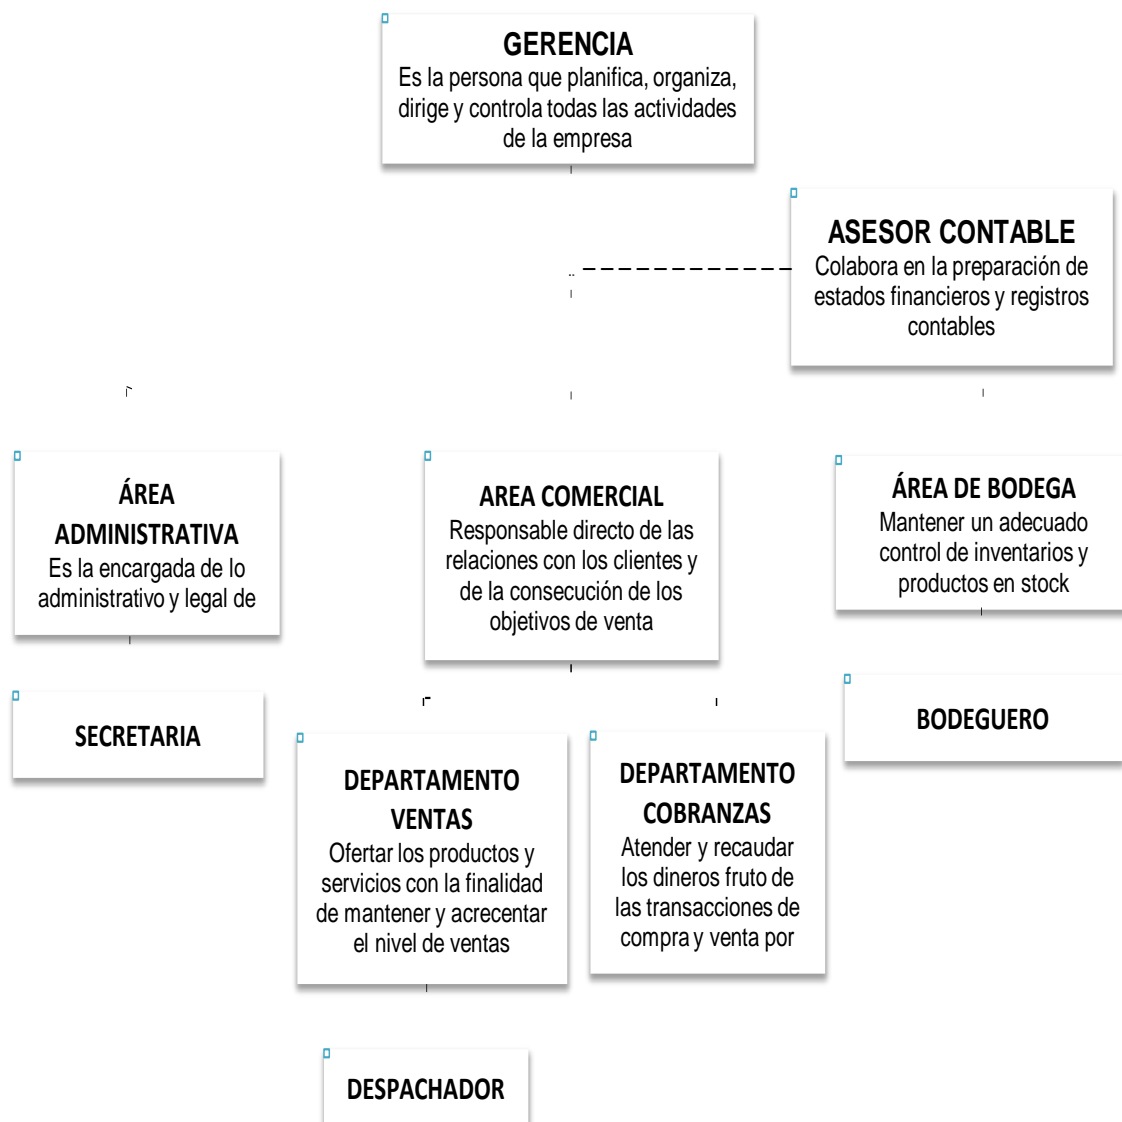 GERENCIA
Es la persona que planifica, organiza,
dirige y controla todas las actividades
de la empresa
ASESOR CONTABLE
Colabora en la preparación de
estados financieros y registros
contables
ÁREA
ADMINISTRATIVA
Es la encargada de lo
administrativo y legal de
AREA COMERCIAL
Responsable directo de las
relaciones con los clientes y
de la consecución de los
objetivos de venta
ÁREA DE BODEGA
Mantener un adecuado
control de inventarios y
productos en stock
SECRETARIA
BODEGUERO
DEPARTAMENTO
VENTAS
Ofertar los productos y
servicios con la finalidad
de mantener y acrecentar
el nivel de ventas
DEPARTAMENTO
COBRANZAS
Atender y recaudar
los dineros fruto de
las transacciones de
compra y venta por
DESPACHADOR